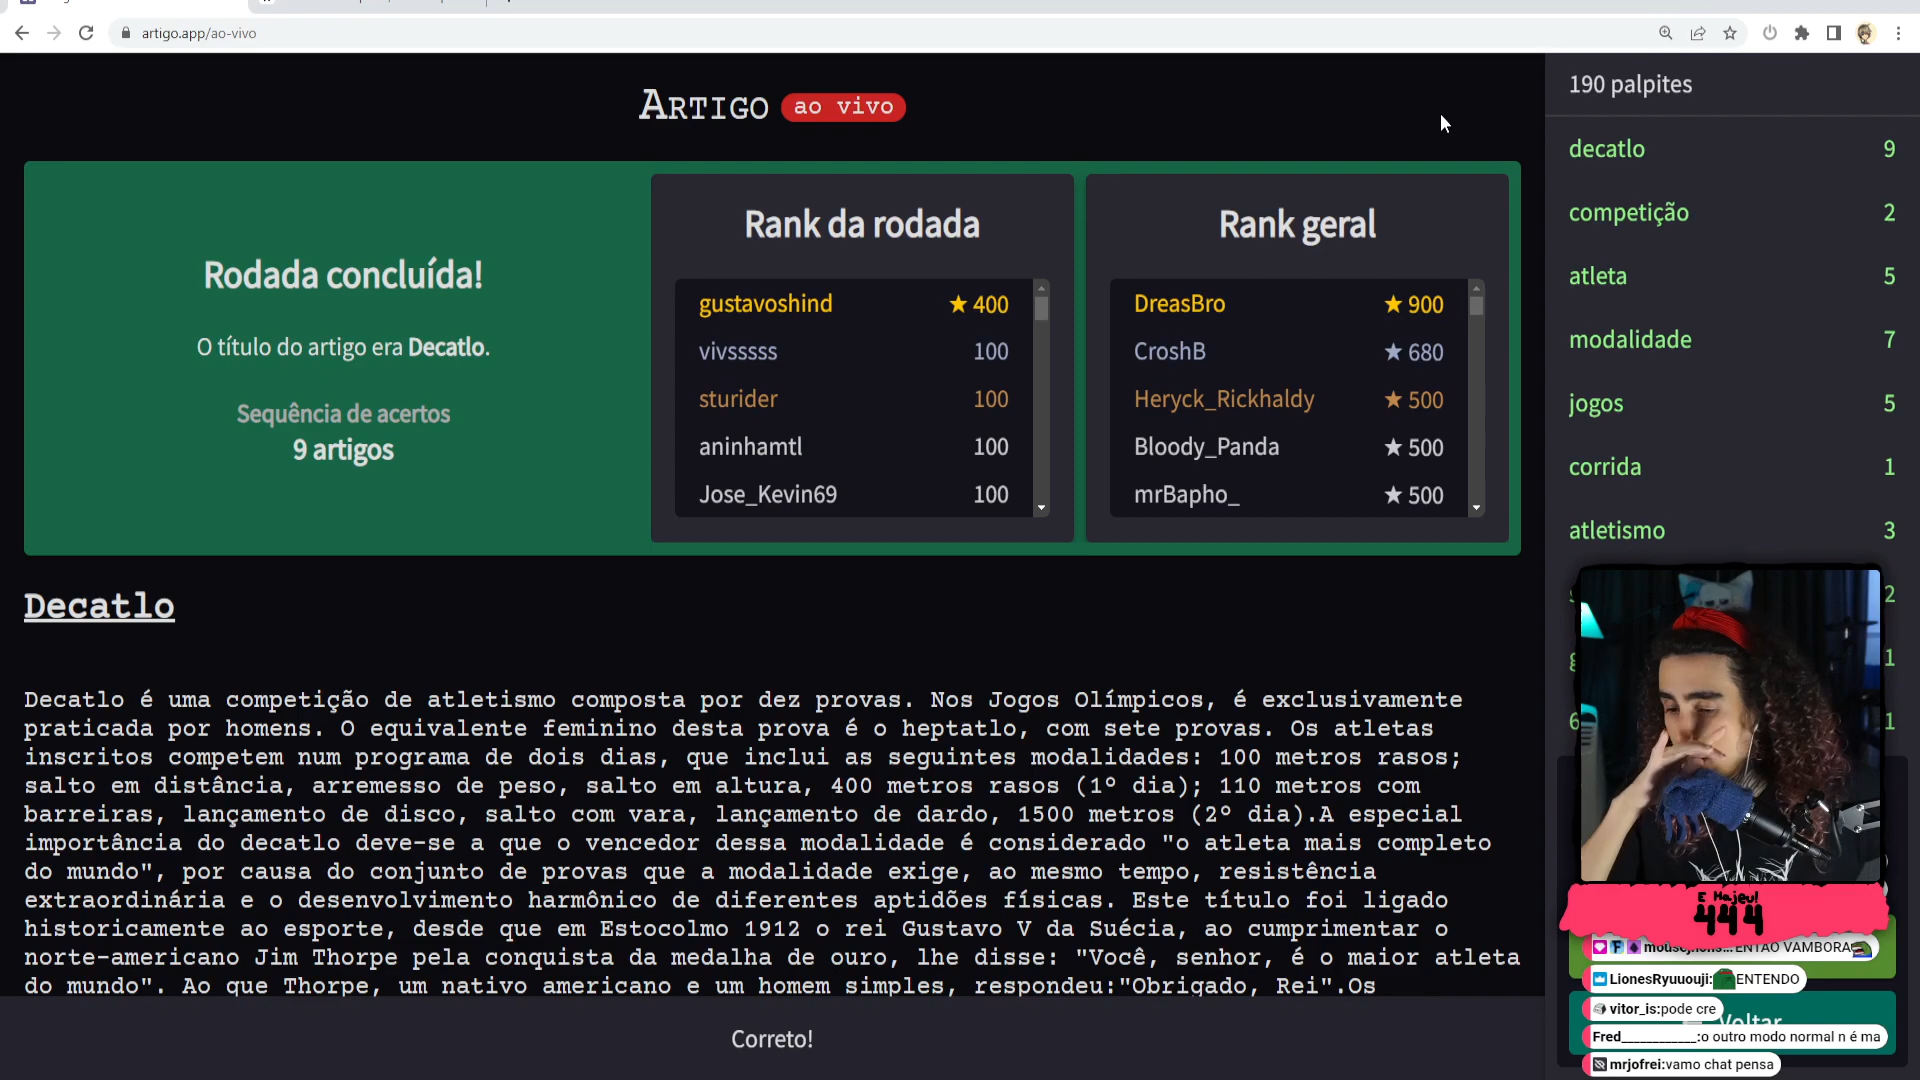 artigo.app/ao-vivo
ARTIGO ao vivo
Rodada concluída!
O título do artigo era Decatlo.
Sequência de acertos
9 artigos
Rank da rodada
gustavoshind ★ 400
vivsssss 100
sturider 100
aninhamtl 100
Jose_Kevin69 100
Rank geral
DreasBro ★ 900
CroshB ★ 680
Heryck_Rickhaldy ★ 500
Bloody_Panda ★ 500
mrBapho_ ★ 500
Decatlo
Decatlo é uma competição de atletismo composta por dez provas. Nos Jogos Olímpicos, é exclusivamente
praticada por homens. O equivalente feminino desta prova é o heptatlo, com sete provas. Os atletas
inscritos competem num programa de dois dias, que inclui as seguintes modalidades: 100 metros rasos;
salto em distância, arremesso de peso, salto em altura, 400 metros rasos (1º dia); 110 metros com
barreiras, lançamento de disco, salto com vara, lançamento de dardo, 1500 metros (2º dia).A especial
importância do decatlo deve-se a que o vencedor dessa modalidade é considerado "o atleta mais completo
do mundo", por causa do conjunto de provas que a modalidade exige, ao mesmo tempo, resistência
extraordinária e o desenvolvimento harmônico de diferentes aptidões físicas. Este título foi ligado
historicamente ao esporte, desde que em Estocolmo 1912 o rei Gustavo V da Suécia, ao cumprimentar o
norte-americano Jim Thorpe pela conquista da medalha de ouro, lhe disse: "Você, senhor, é o maior atleta
do mundo". Ao que Thorpe, um nativo americano e um homem simples, respondeu:"Obrigado, Rei".Os
Correto!
190 palpites
decatlo 9
competição 2
atleta 5
modalidade 7
jogos 5
corrida 1
atletismo 3
2
1
6 1
E Majeu!
444
ENTAO VAMBORA
LionesRyuuouji: ENTENDO
vitor_is:pode cre
Voltar
Fred____________:o outro modo normal n é ma
mrjofrei:vamo chat pensa